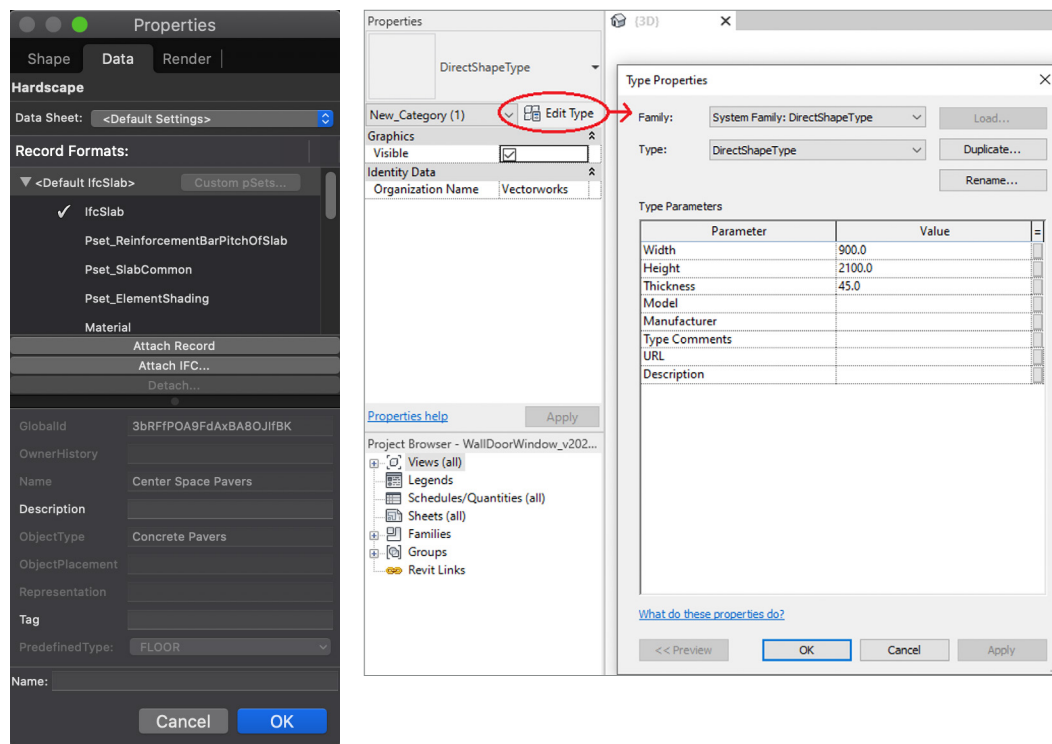 Properties
Shape Data Render
Hardscape
Data Sheet: <Default Settings>
Record Formats:
<Default IfcSlab> Custom pSets...
✓ IfcSlab
Pset_ReinforcementBarPitchOfSlab
Pset_SlabCommon
Pset_ElementShading
Material
Attach Record
Attach IFC...
Detach...
GlobalId 3bRFfPOA9FdAxBA8OJIfBK
OwnerHistory
Name Center Space Pavers
Description
ObjectType Concrete Pavers
ObjectPlacement
Representation
Tag
PredefinedType: FLOOR
Name:
Cancel OK
Properties
DirectShapeType
New_Category (1) Edit Type
Graphics
Visible
Identity Data
Organization Name Vectorworks
Properties help Apply
Project Browser - WallDoorWindow_v202...
Views (all)
Legends
Schedules/Quantities (all)
Sheets (all)
Families
Groups
Revit Links
{3D}
Type Properties
Family: System Family: DirectShapeType Load...
Type: DirectShapeType Duplicate...
Rename...
Type Parameters
Parameter Value =
Width 900.0
Height 2100.0
Thickness 45.0
Model
Manufacturer
Type Comments
URL
Description
What do these properties do?
<< Preview OK Cancel Apply